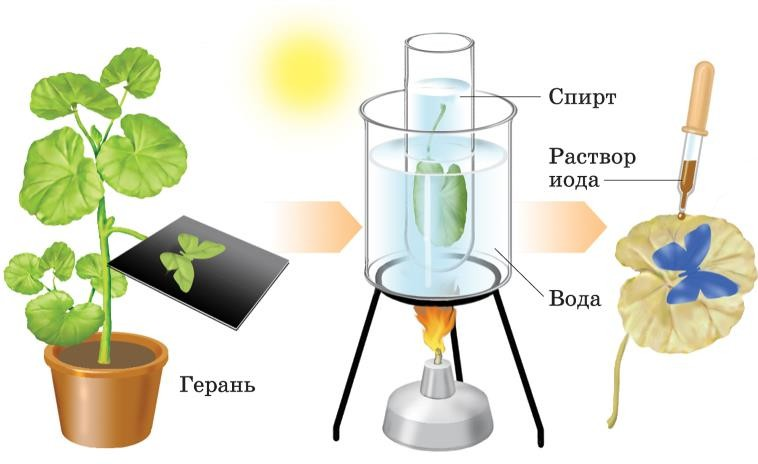 Спирт
Раствор
иода
Вода
Герань